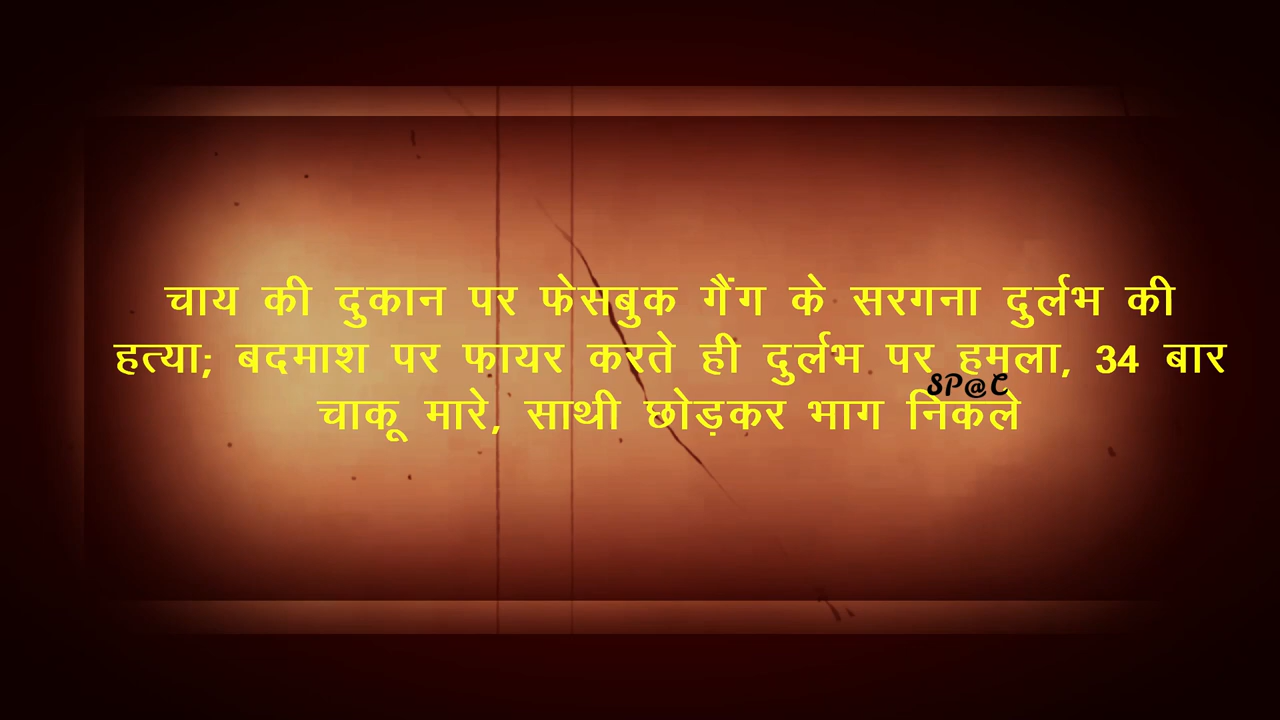 चाय की दुकान पर फेसबुक गैंग के सरगना दुर्लभ की
हत्या; बदमाश पर फायर करते ही दुर्लभ पर हमला, 34 बार
SP@C
चाकू मारे, साथी छोड़कर भाग निकले